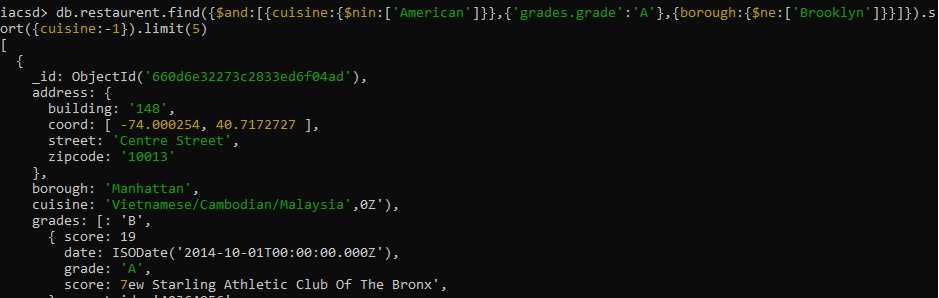 iacsd> db.restaurent.find({$and:[{cuisine:{$nin:['American']}},{'grades.grade':'A'},{borough:{$ne:['Brooklyn']}}]}).s
ort({cuisine:-1}).limit(5)
[
  {
    _id: ObjectId('660d6e32273c2833ed6f04ad'),
    address: {
      building: '148',
      coord: [ -74.000254, 40.7172727 ],
      street: 'Centre Street',
      zipcode: '10013'
    },
    borough: 'Manhattan',
    cuisine: 'Vietnamese/Cambodian/Malaysia',0Z'),
    grades: [: 'B',
      { score: 19
        date: ISODate('2014-10-01T00:00:00.000Z'),
        grade: 'A',
        score: 7ew Starling Athletic Club Of The Bronx',